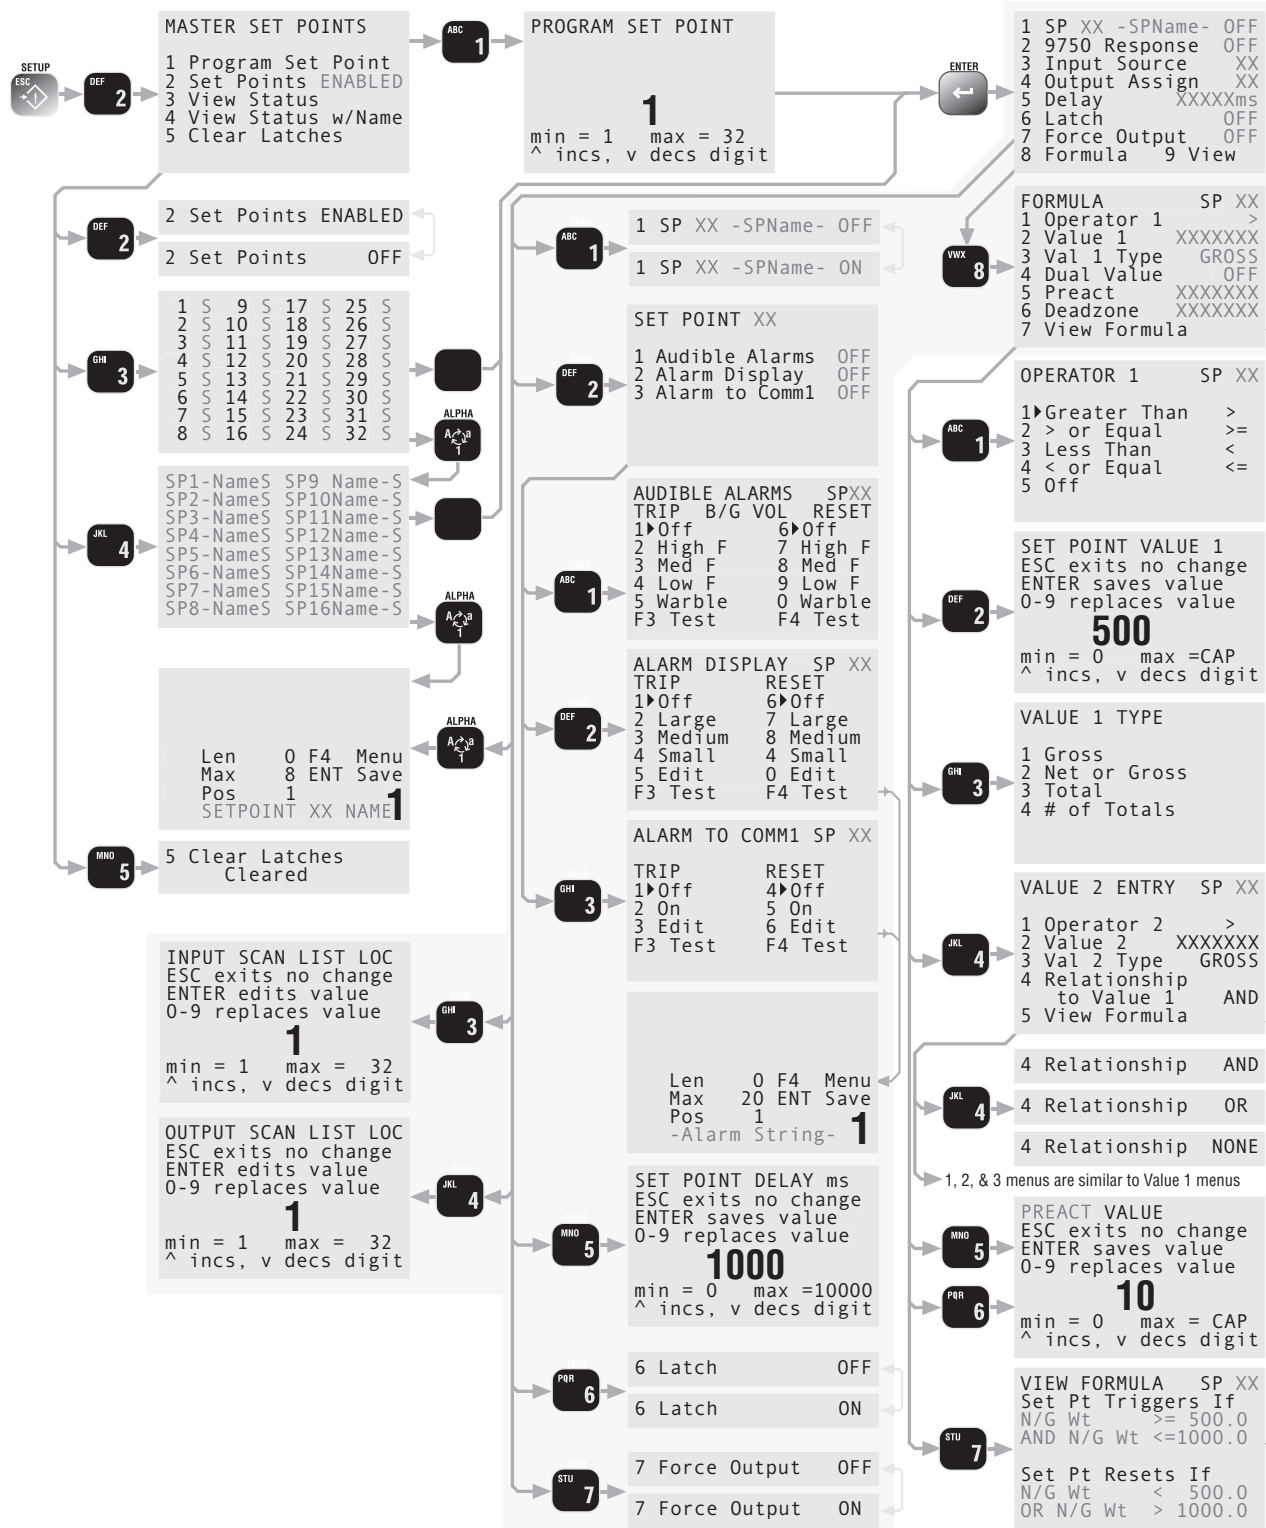 SETUP
ESC
DEF 2
MASTER SET POINTS
1 Program Set Point
2 Set Points ENABLED
3 View Status
4 View Status w/Name
5 Clear Latches
ABC 1
PROGRAM SET POINT
1
min = 1 max = 32
^ incs, v decs digit
ENTER
1 SP XX -SPName- OFF
2 9750 Response OFF
3 Input Source XX
4 Output Assign XX
5 Delay XXXXXms
6 Latch OFF
7 Force Output OFF
8 Formula 9 View
DEF 2
2 Set Points ENABLED
2 Set Points OFF
GHI 3
1 S 9 S 17 S 25 S
2 S 10 S 18 S 26 S
3 S 11 S 19 S 27 S
4 S 12 S 20 S 28 S
5 S 13 S 21 S 29 S
6 S 14 S 22 S 30 S
7 S 15 S 23 S 31 S
8 S 16 S 24 S 32 S
ALPHA
A a
1
JKL 4
SP1-NameS SP9 Name-S
SP2-NameS SP10Name-S
SP3-NameS SP11Name-S
SP4-NameS SP12Name-S
SP5-NameS SP13Name-S
SP6-NameS SP14Name-S
SP7-NameS SP15Name-S
SP8-NameS SP16Name-S
ALPHA
A a
1
Len 0 F4 Menu
Max 8 ENT Save
Pos 1
SETPOINT XX NAME 1
ALPHA
A a
1
MNO 5
5 Clear Latches
Cleared
INPUT SCAN LIST LOC
ESC exits no change
ENTER edits value
0-9 replaces value
1
min = 1 max = 32
^ incs, v decs digit
GHI 3
OUTPUT SCAN LIST LOC
ESC exits no change
ENTER edits value
0-9 replaces value
1
min = 1 max = 32
^ incs, v decs digit
JKL 4
ABC 1
1 SP XX -SPName- OFF
1 SP XX -SPName- ON
DEF 2
SET POINT XX
1 Audible Alarms OFF
2 Alarm Display OFF
3 Alarm to Comm1 OFF
ABC 1
AUDIBLE ALARMS SPXX
TRIP B/G VOL RESET
1 Off 6 Off
2 High F 7 High F
3 Med F 8 Med F
4 Low F 9 Low F
5 Warble 0 Warble
F3 Test F4 Test
DEF 2
ALARM DISPLAY SP XX
TRIP RESET
1 Off 6 Off
2 Large 7 Large
3 Medium 8 Medium
4 Small 4 Small
5 Edit 0 Edit
F3 Test F4 Test
GHI 3
ALARM TO COMM1 SP XX
TRIP RESET
1 Off 4 Off
2 On 5 On
3 Edit 6 Edit
F3 Test F4 Test
Len 0 F4 Menu
Max 20 ENT Save
Pos 1
-Alarm String- 1
MNO 5
SET POINT DELAY ms
ESC exits no change
ENTER saves value
0-9 replaces value
1000
min = 0 max =10000
^ incs, v decs digit
PQR 6
6 Latch OFF
6 Latch ON
STU 7
7 Force Output OFF
7 Force Output ON
VWX 8
FORMULA SP XX
1 Operator 1 >
2 Value 1 XXXXXXX
3 Val 1 Type GROSS
4 Dual Value OFF
5 Preact XXXXXXX
6 Deadzone XXXXXXX
7 View Formula
ABC 1
OPERATOR 1 SP XX
1 Greater Than >
2 > or Equal >=
3 Less Than <
4 < or Equal <=
5 Off
DEF 2
SET POINT VALUE 1
ESC exits no change
ENTER saves value
0-9 replaces value
500
min = 0 max =CAP
^ incs, v decs digit
GHI 3
VALUE 1 TYPE
1 Gross
2 Net or Gross
3 Total
4 # of Totals
JKL 4
VALUE 2 ENTRY SP XX
1 Operator 2 >
2 Value 2 XXXXXXX
3 Val 2 Type GROSS
4 Relationship
to Value 1 AND
5 View Formula
JKL 4
4 Relationship AND
4 Relationship OR
4 Relationship NONE
1, 2, & 3 menus are similar to Value 1 menus
MNO 5
PQR 6
PREACT VALUE
ESC exits no change
ENTER saves value
0-9 replaces value
10
min = 0 max = CAP
^ incs, v decs digit
STU 7
VIEW FORMULA SP XX
Set Pt Triggers If
N/G Wt >= 500.0
AND N/G Wt <=1000.0
Set Pt Resets If
N/G Wt < 500.0
OR N/G Wt > 1000.0